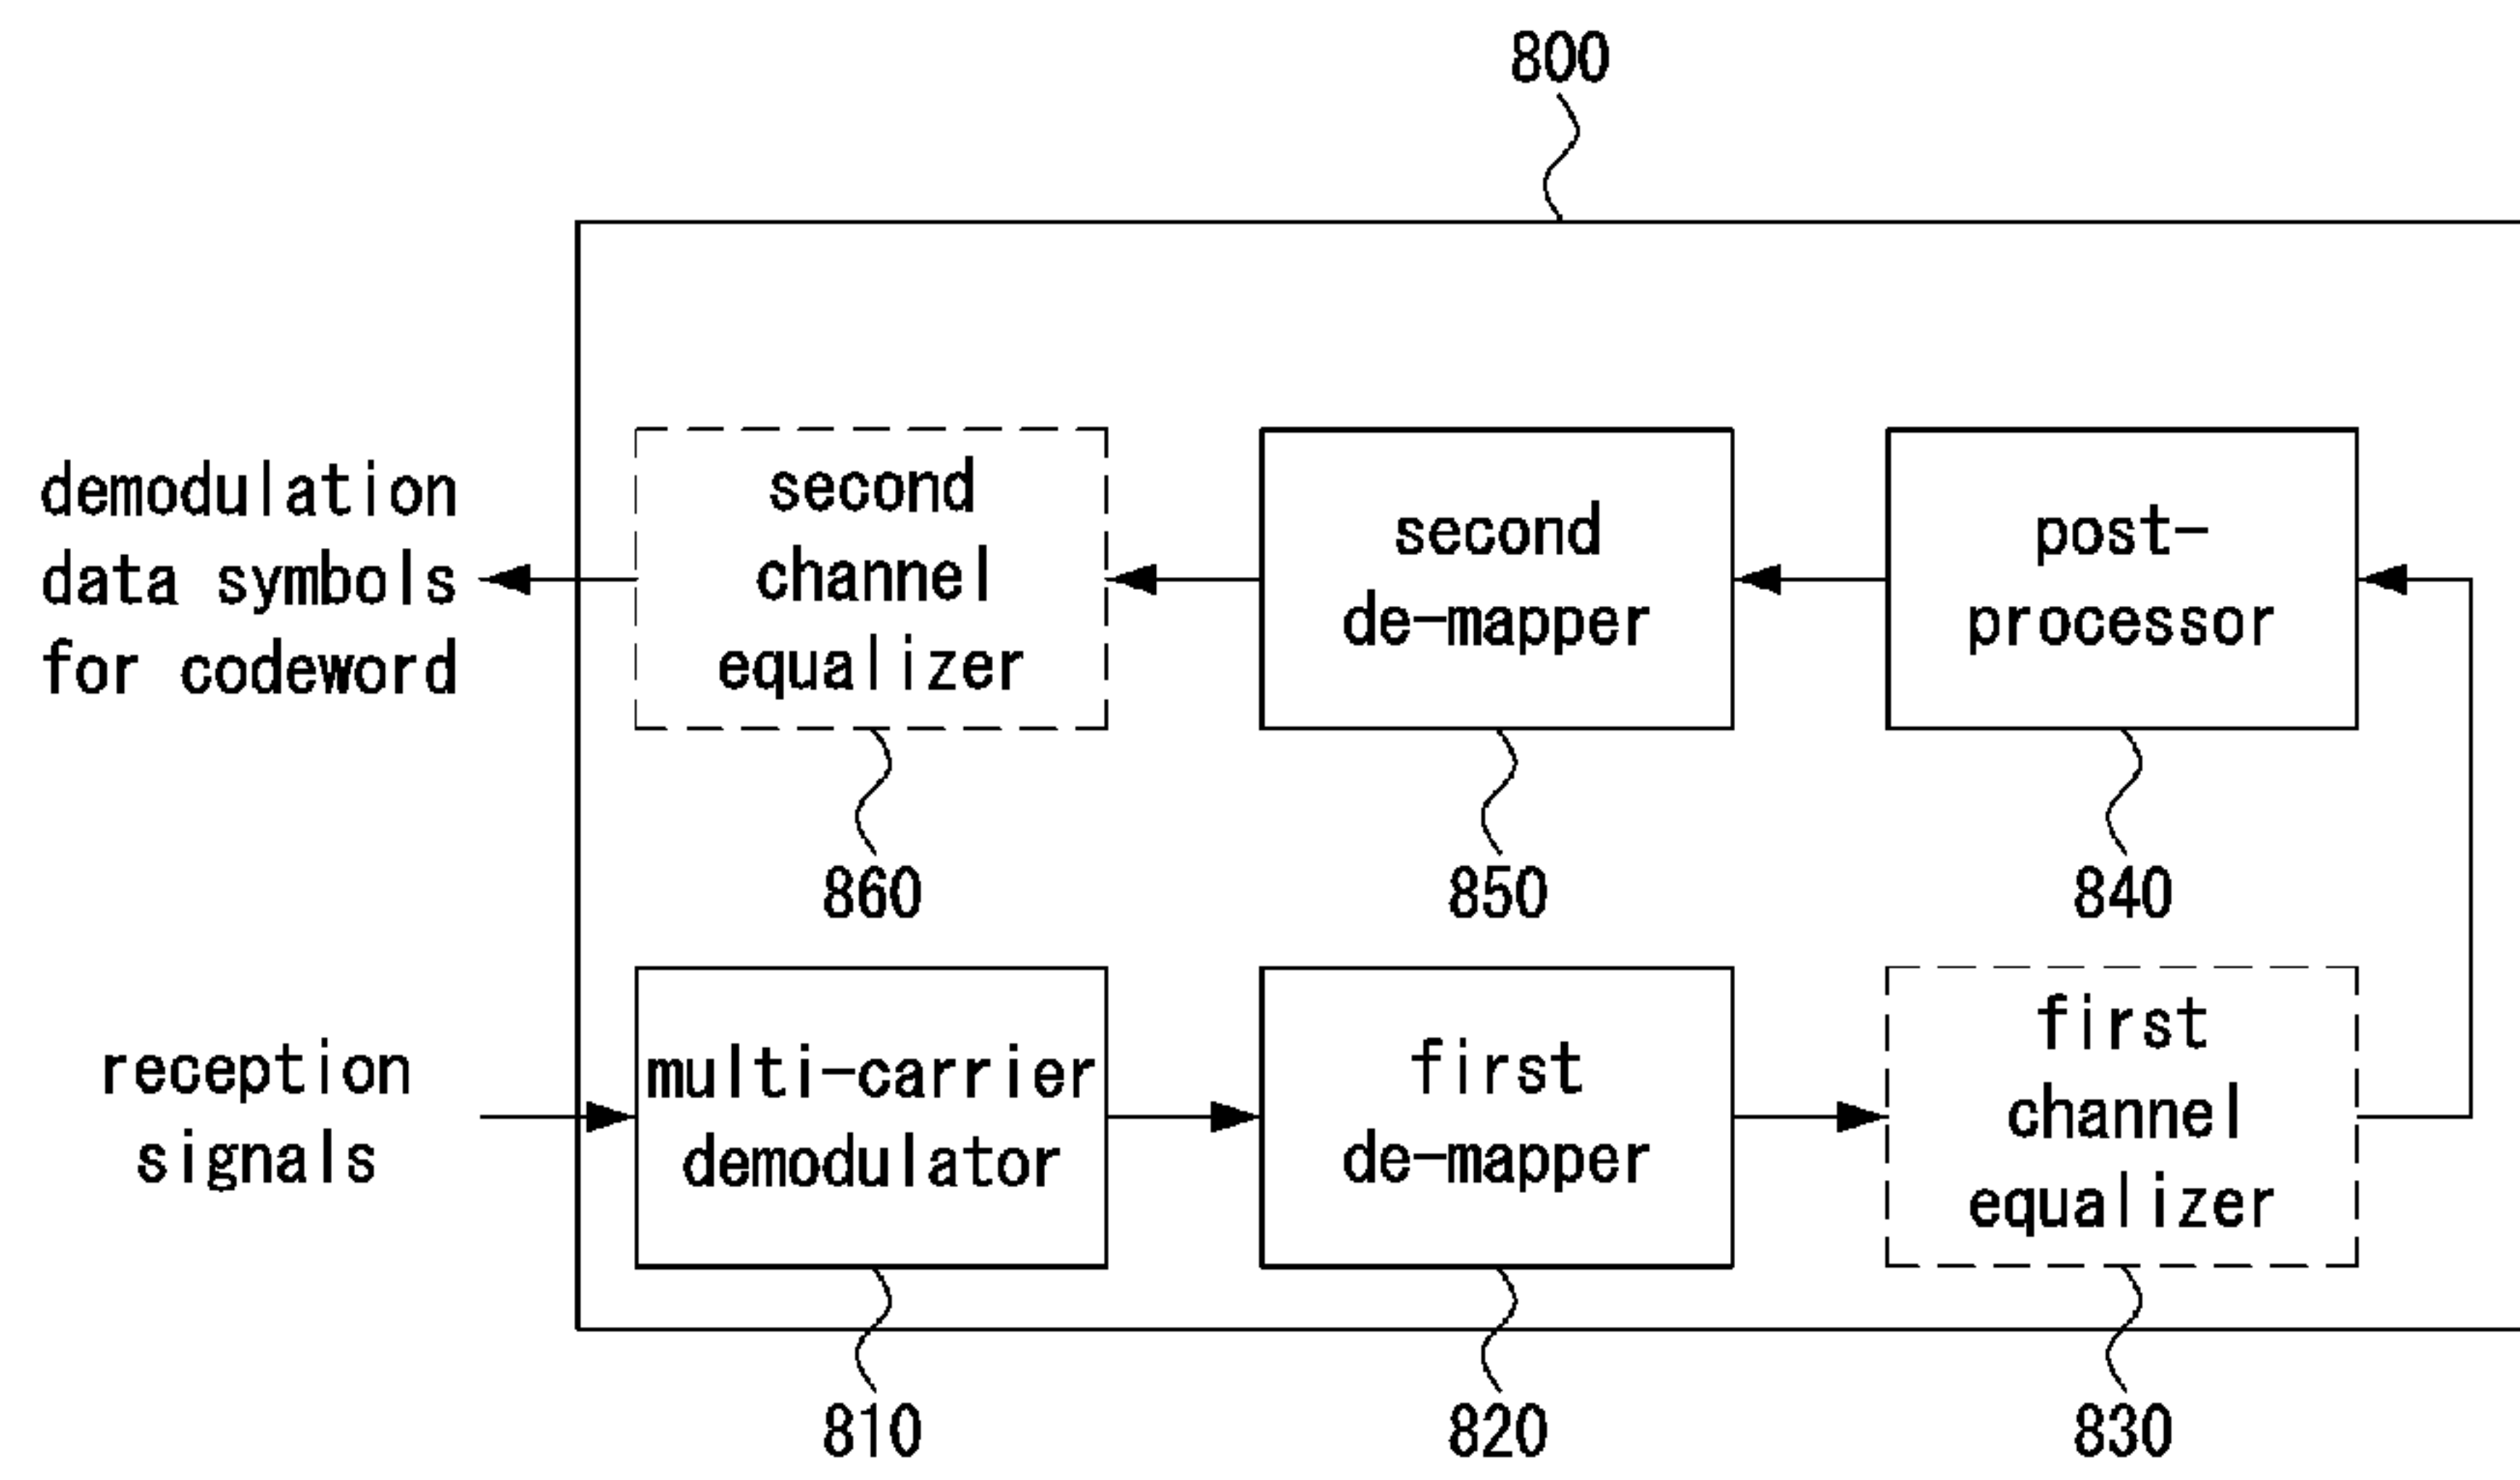 800
demodulation
data symbols
for codeword
second
channel
equalizer
second
de-mapper
post-
processor
860
850
840
reception
signals
multi-carrier
demodulator
first
de-mapper
first
channel
equalizer
810
820
830